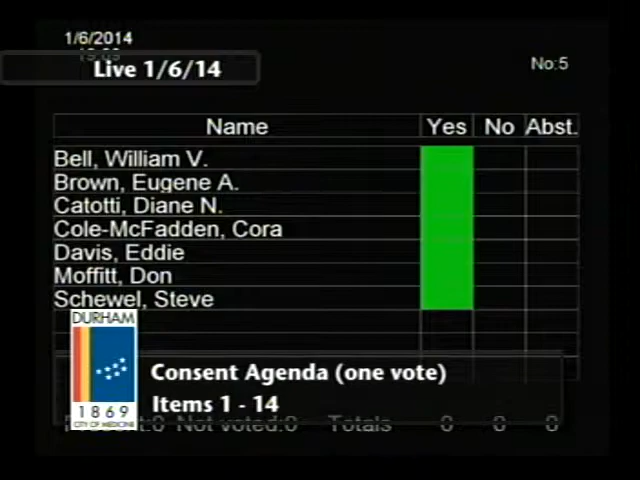 1/6/2014
Live 1/6/14
No:5
Name Yes No Abst.
Bell, William V.
Brown, Eugene A.
Catotti, Diane N.
Cole-McFadden, Cora
Davis, Eddie
Moffitt, Don
Schewel, Steve
DURHAM
1869
CITY OF MEDICINE
Consent Agenda (one vote)
Items 1 - 14
Not voted:0 Totals 0 0 0